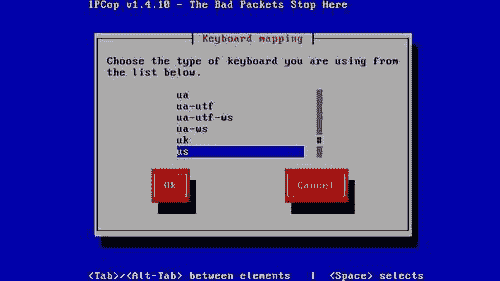 IPCop v1.4.10 - The Bad Packets Stop Here
Keyboard mapping
Choose the type of keyboard you are using from
the list below.
ua
ua-utf
ua-utf-ws
ua-ws
uk
us
Ok Cancel
<Tab>/<Alt-Tab> between elements | <Space> selects